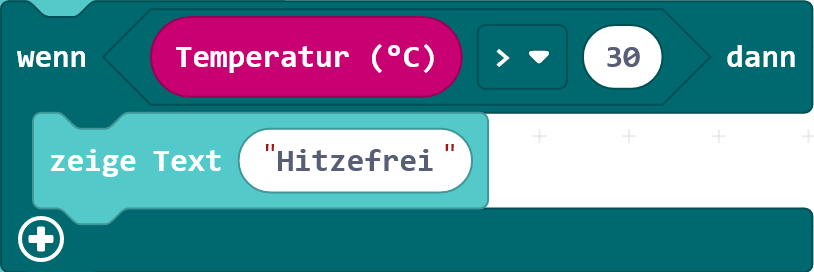 wenn Temperatur (°C) > 30 dann
zeige Text "Hitzefrei"